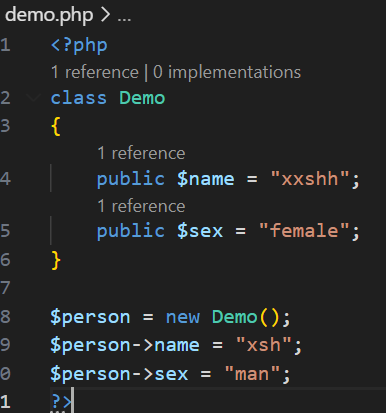 demo.php > ...
1 <?php
1 reference | 0 implementations
2 class Demo
3 {
1 reference
4 public $name = "xxshh";
1 reference
5 public $sex = "female";
6 }
7
8 $person = new Demo();
9 $person->name = "xsh";
0 $person->sex = "man";
1 ?>